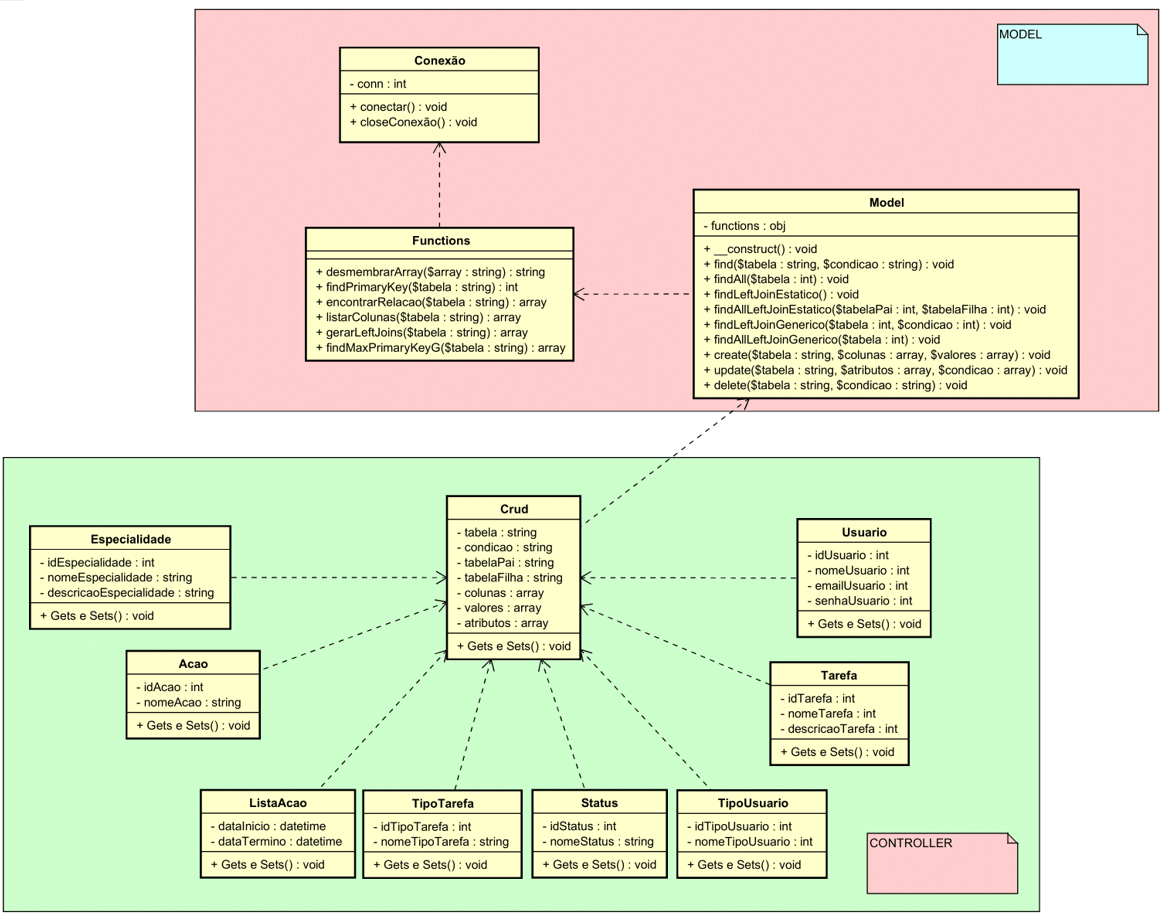 MODEL
Conexão
- conn : int
+ conectar() : void
+ closeConexão() : void
Model
- functions : obj
+ __construct() : void
+ find($tabela : string, $condicao : string) : void
+ findAll($tabela : int) : void
+ findLeftJoinEstatico() : void
+ findAllLeftJoinEstatico($tabelaPai : int, $tabelaFilha : int) : void
+ findLeftJoinGenerico($tabela : int, $condicao : int) : void
+ findAllLeftJoinGenerico($tabela : int) : void
+ create($tabela : string, $colunas : array, $valores : array) : void
+ update($tabela : string, $atributos : array, $condicao : array) : void
+ delete($tabela : string, $condicao : string) : void
Functions
+ desmembrarArray($array : string) : string
+ findPrimaryKey($tabela : string) : int
+ encontrarRelacao($tabela : string) : array
+ listarColunas($tabela : string) : array
+ gerarLeftJoins($tabela : string) : array
+ findMaxPrimaryKeyG($tabela : string) : array
Crud
- tabela : string
- condicao : string
- tabelaPai : string
- tabelaFilha : string
- colunas : array
- valores : array
- atributos : array
+ Gets e Sets() : void
Especialidade
- idEspecialidade : int
- nomeEspecialidade : string
- descricaoEspecialidade : string
+ Gets e Sets() : void
Usuario
- idUsuario : int
- nomeUsuario : int
- emailUsuario : int
- senhaUsuario : int
+ Gets e Sets() : void
Acao
- idAcao : int
- nomeAcao : string
+ Gets e Sets() : void
Tarefa
- idTarefa : int
- nomeTarefa : int
- descricaoTarefa : int
+ Gets e Sets() : void
ListaAcao
- dataInicio : datetime
- dataTermino : datetime
+ Gets e Sets() : void
TipoTarefa
- idTipoTarefa : int
- nomeTipoTarefa : string
+ Gets e Sets() : void
Status
- idStatus : int
- nomeStatus : string
+ Gets e Sets() : void
TipoUsuario
- idTipoUsuario : int
- nomeTipoUsuario : int
+ Gets e Sets() : void
CONTROLLER